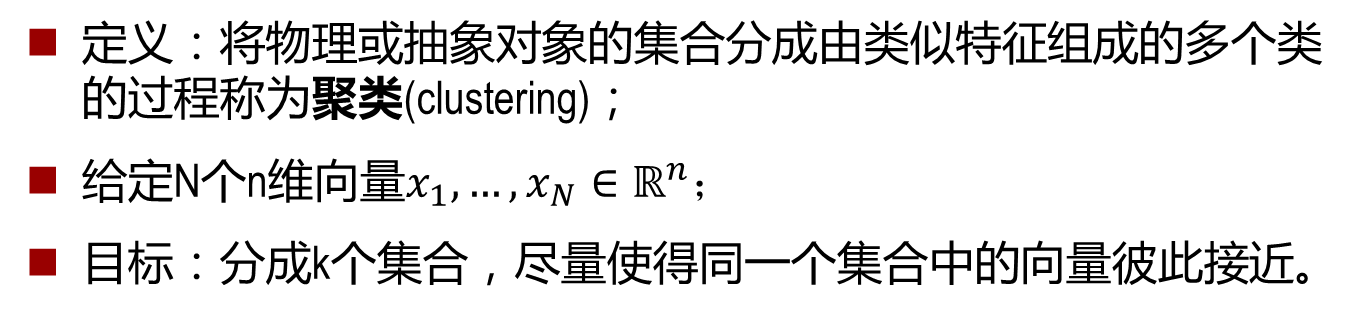 ■ 定义：将物理或抽象对象的集合分成由类似特征组成的多个类
的过程称为聚类(clustering)；
■ 给定N个n维向量𝑥₁, … , 𝑥_N ∈ ℝⁿ；
■ 目标：分成k个集合，尽量使得同一个集合中的向量彼此接近。